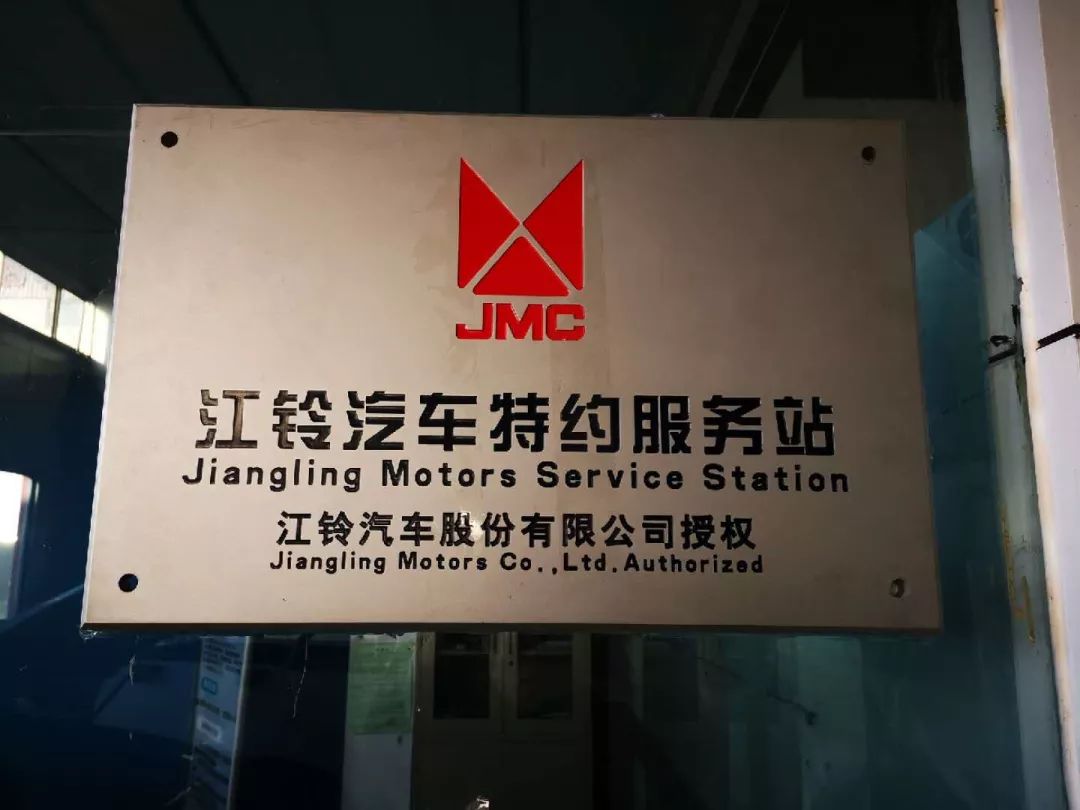 JMC
江铃汽车特约服务站
Jiangling Motors Service Station
江铃汽车股份有限公司授权
Jiangling Motors Co.,Ltd.Authorized